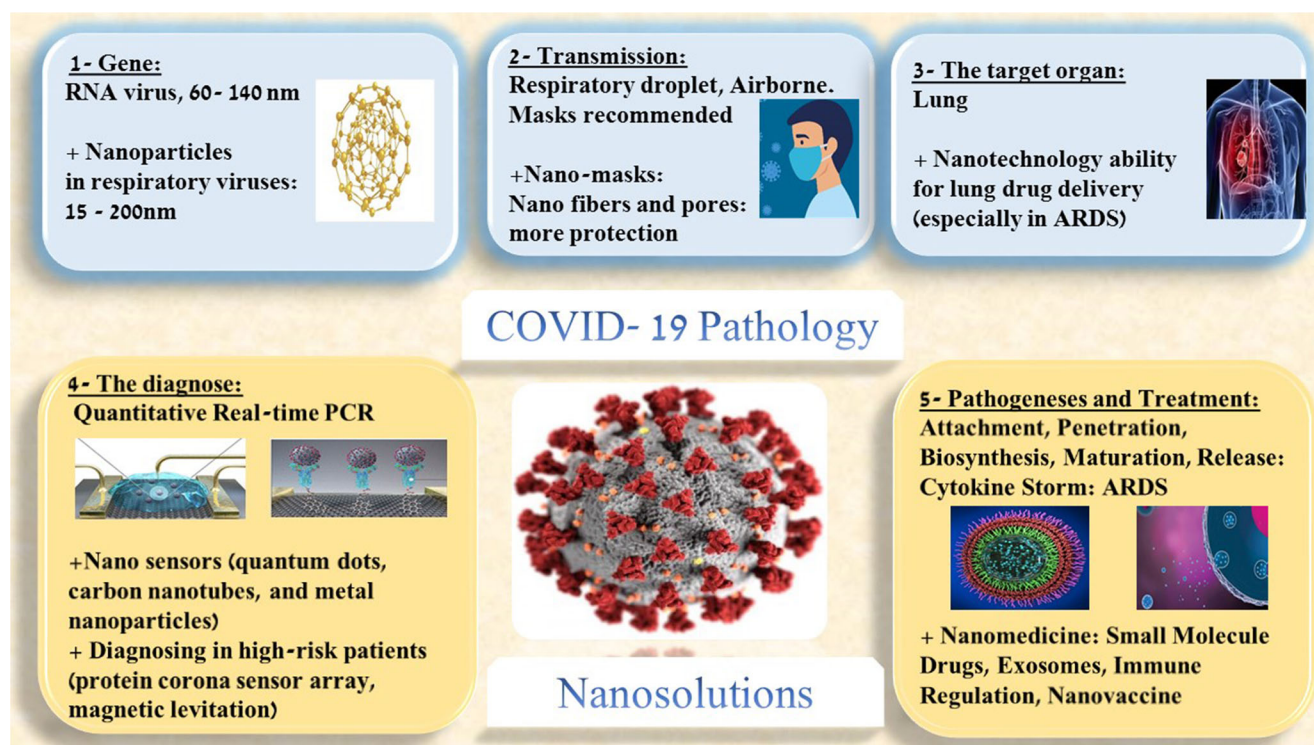 1- Gene:
RNA virus, 60- 140 nm
+ Nanoparticles
in respiratory viruses:
15 - 200nm
2- Transmission:
Respiratory droplet, Airborne.
Masks recommended
+Nano-masks:
Nano fibers and pores:
more protection
3- The target organ:
Lung
+ Nanotechnology ability
for lung drug delivery
(especially in ARDS)
COVID- 19 Pathology
4- The diagnose:
Quantitative Real-time PCR
+Nano sensors (quantum dots,
carbon nanotubes, and metal
nanoparticles)
+ Diagnosing in high-risk patients
(protein corona sensor array,
magnetic levitation)
5- Pathogeneses and Treatment:
Attachment, Penetration,
Biosynthesis, Maturation, Release:
Cytokine Storm: ARDS
+ Nanomedicine: Small Molecule
Drugs, Exosomes, Immune
Regulation, Nanovaccine
Nanosolutions